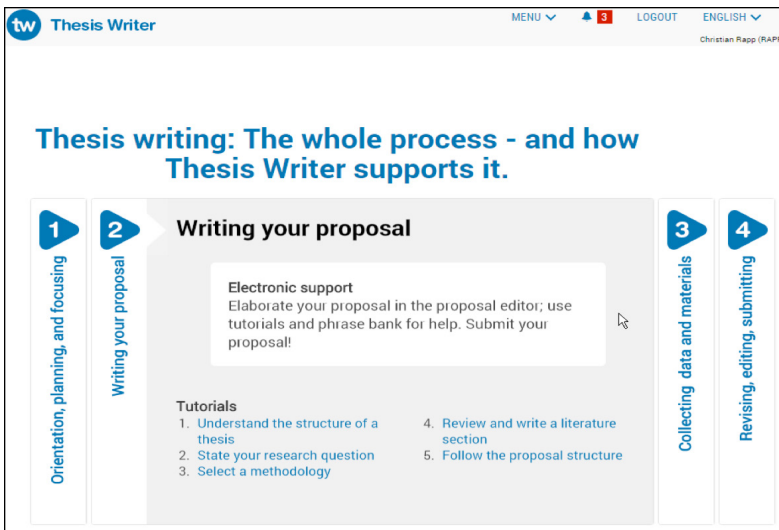 tw Thesis Writer
MENU
3
LOGOUT
ENGLISH
Christian Rapp (RAPP
Thesis writing: The whole process - and how
Thesis Writer supports it.
1
Orientation, planning, and focusing
2
Writing your proposal
Writing your proposal
Electronic support
Elaborate your proposal in the proposal editor; use
tutorials and phrase bank for help. Submit your
proposal!
Tutorials
1. Understand the structure of a
thesis
2. State your research question
3. Select a methodology
4. Review and write a literature
section
5. Follow the proposal structure
3
Collecting data and materials
4
Revising, editing, submitting